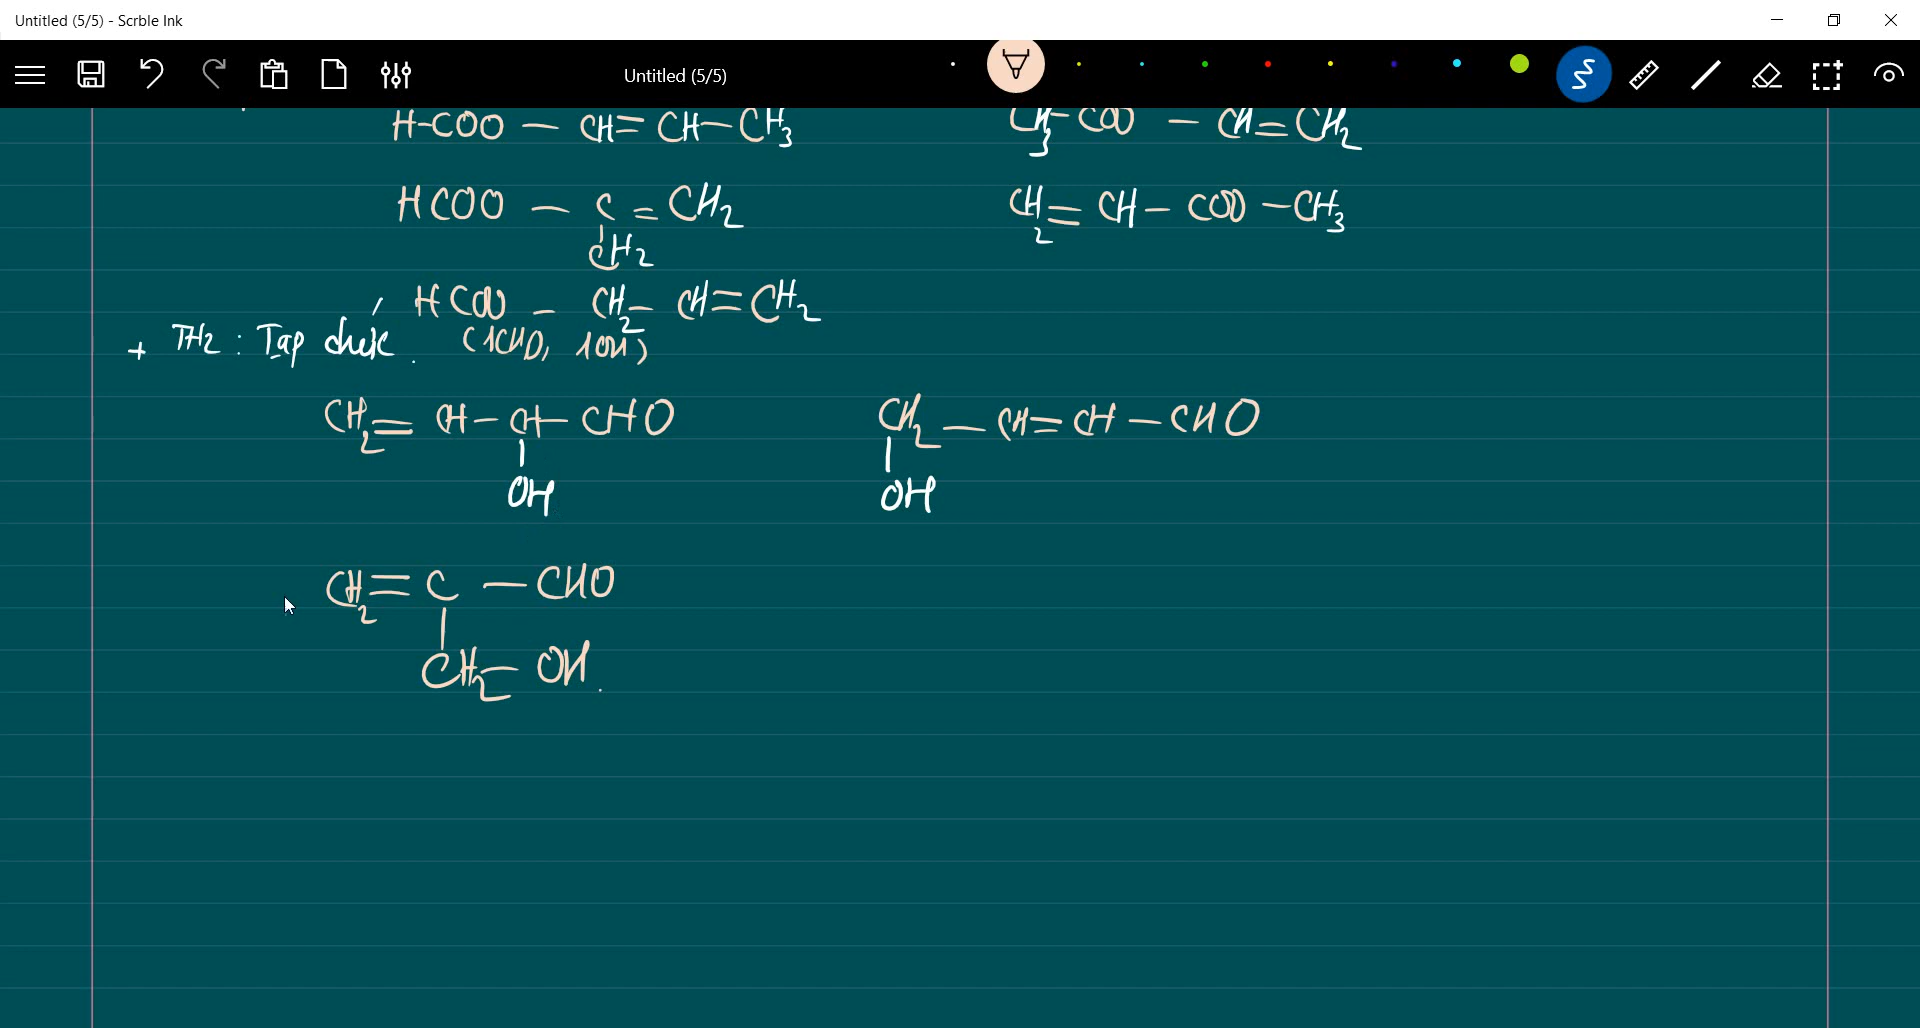 Untitled (5/5) - Scrble Ink
Untitled (5/5)
H-COO — CH=CH-CH3 CH3-COO — CH=CH2
HCOO — C=CH2 CH2=CH-COO-CH3
CH2
HCOO - CH2-CH=CH2
+ TH2: Tạp chức. (1CHO, 1OH)
CH2=CH-CH-CHO CH2-CH=CH-CHO
OH OH
CH2=C-CHO
CH2-OH.